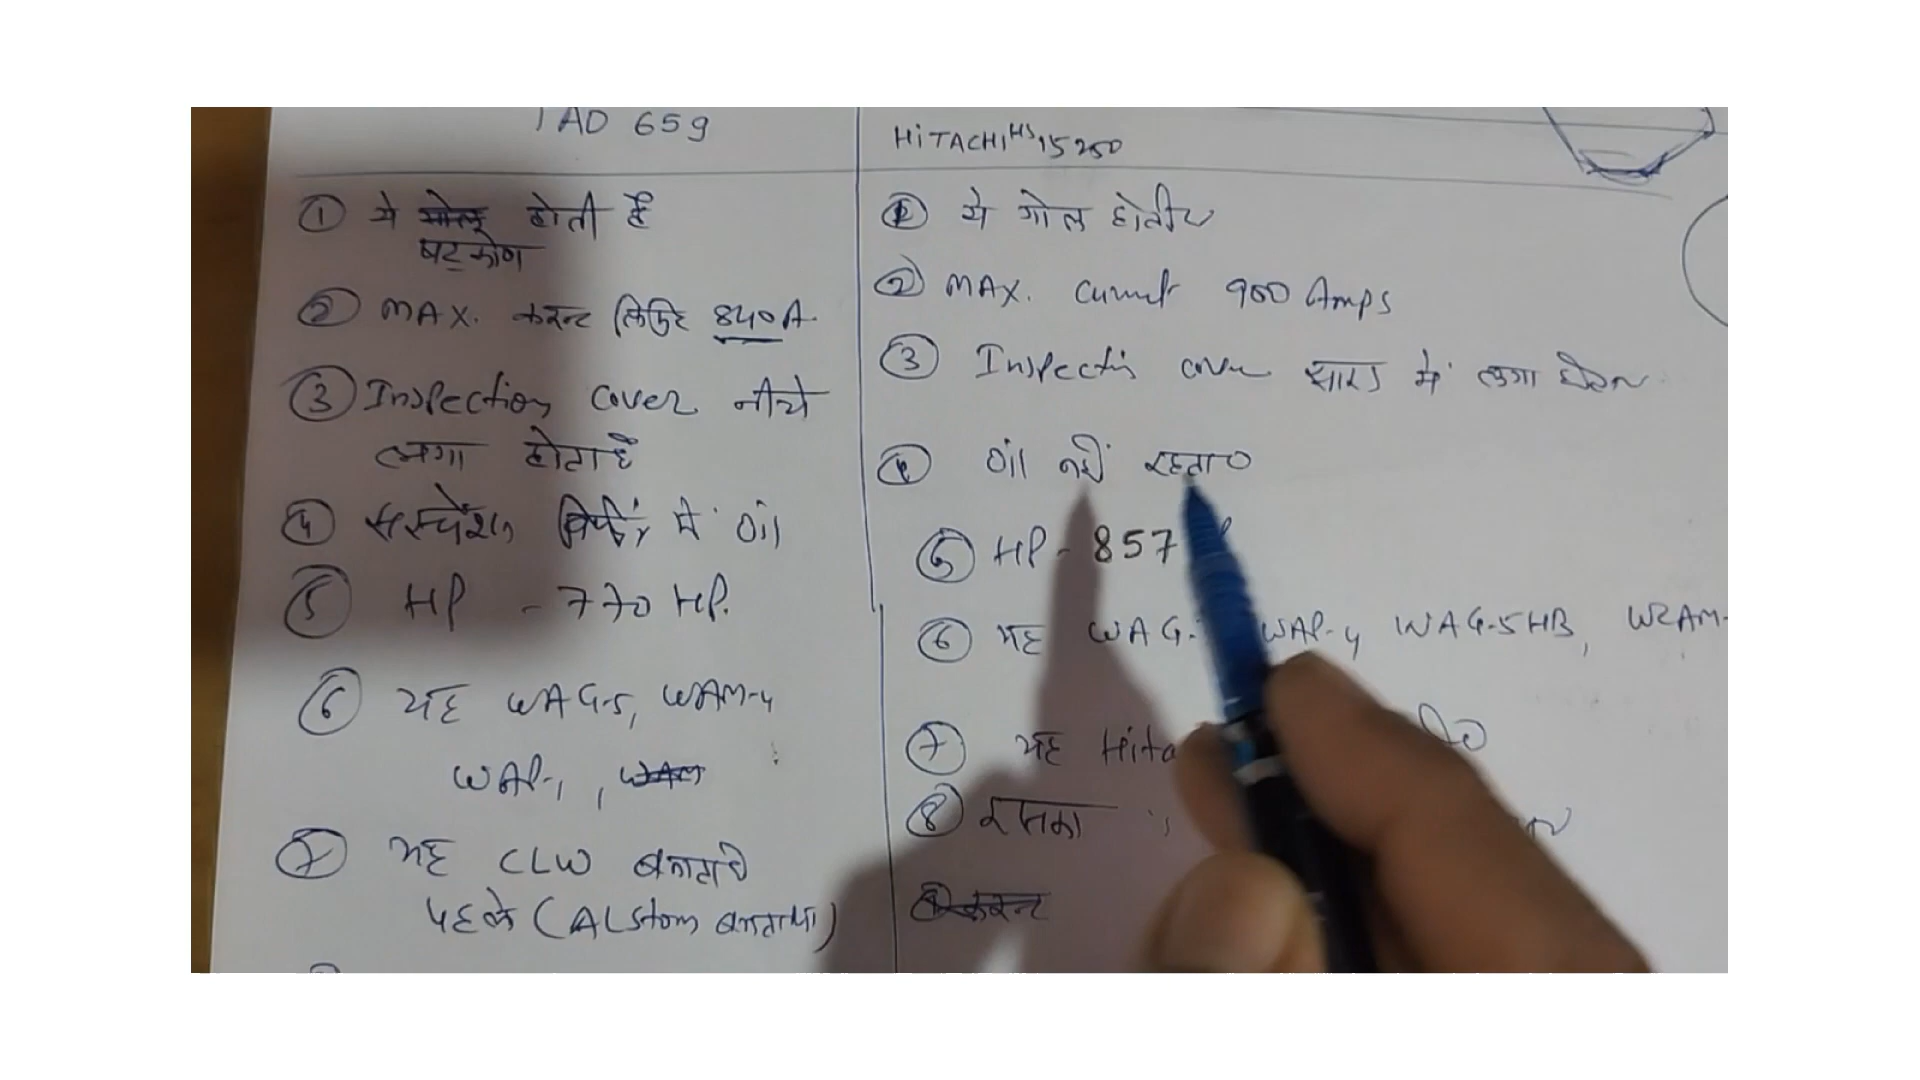 TAO 659
① ये होती है
षट्कोण
② MAX. करन्ट लिमिट 840A
③ Inspection cover नीचे
लगा होता है
④ सस्पेंशन में oil
⑤ HP - 770 HP.
⑥ यह WAG-5, WAM-4
WAP-1,
⑦ यह CLW बनाता है
पहले (ALstom बनाता था)
HiTACHI HS 15250
① ये गोल होती
② MAX. Current 900 Amps
③ Inspection cover साइड में लगा
④ oil नहीं रहता
⑤ HP - 857
⑥ यह WAG- WAP-4 WAG-5HB,
⑦ यह Hita
⑧ इसका